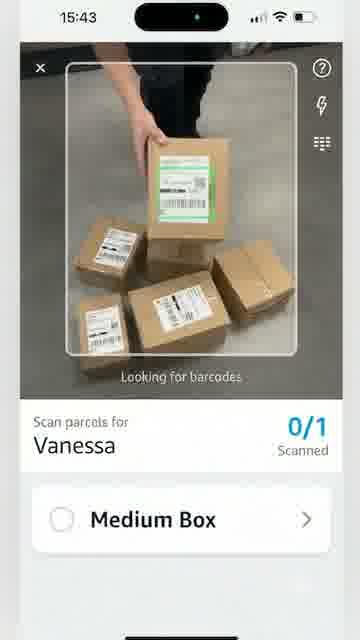 15:43
Looking for barcodes
Scan parcels for
Vanessa
0/1
Scanned
Medium Box